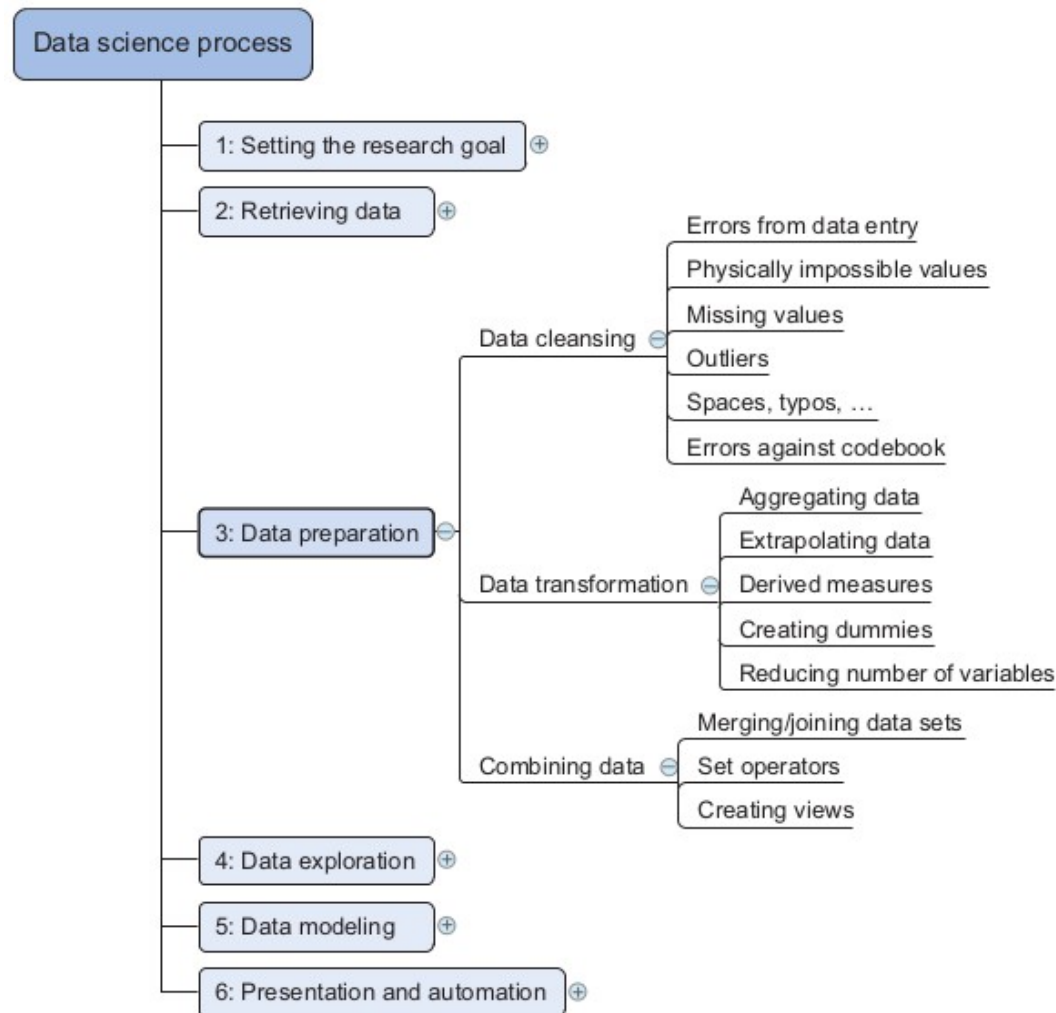 Data science process
1: Setting the research goal
2: Retrieving data
Errors from data entry
Physically impossible values
Missing values
Data cleansing
Outliers
Spaces, typos, …
Errors against codebook
3: Data preparation
Aggregating data
Extrapolating data
Data transformation
Derived measures
Creating dummies
Reducing number of variables
Merging/joining data sets
Combining data
Set operators
Creating views
4: Data exploration
5: Data modeling
6: Presentation and automation